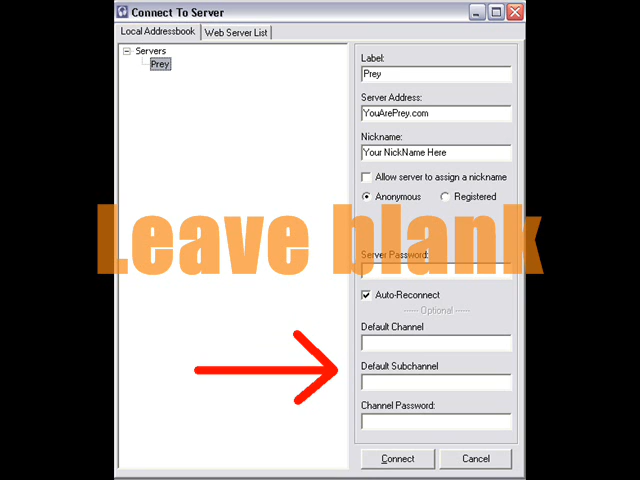 Connect To Server
Local Addressbook
Web Server List
Servers
Prey
Label:
Prey
Server Address:
YouArePrey.com
Nickname:
Your NickName Here
Allow server to assign a nickname
Anonymous
Registered
Leave blank
Server Password:
Auto-Reconnect
------ Optional ------
Default Channel
Default Subchannel
Channel Password:
Connect
Cancel